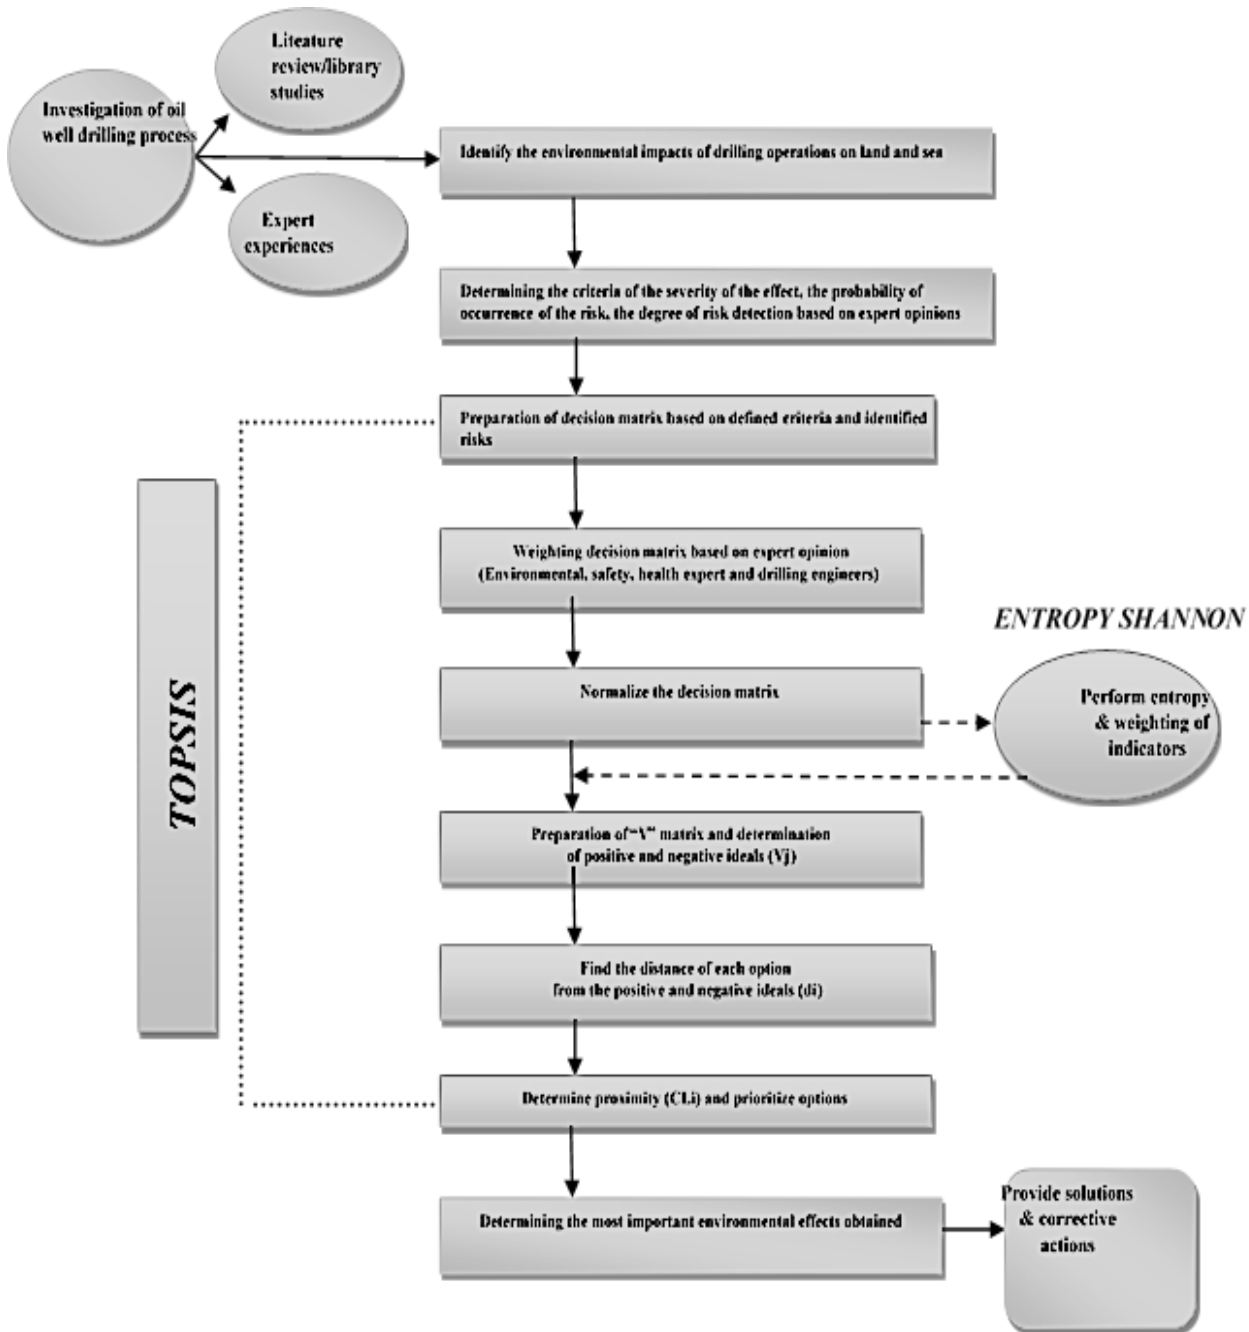 Liteature
review/library
studies
Investigation of oil
well drilling process
Expert
experiences
Identify the environmental impacts of drilling operations on land and sea
Determining the criteria of the severity of the effect, the probability of
occurrence of the risk, the degree of risk detection based on expert opinions
Preparation of decision matrix based on defined criteria and identified
risks
Weighting decision matrix based on expert opinion
(Environmental, safety, health expert and drilling engineers)
Normalize the decision matrix
ENTROPY SHANNON
Perform entropy
& weighting of
indicators
TOPSIS
Preparation of "V" matrix and determination
of positive and negative ideals (Vj)
Find the distance of each option
from the positive and negative ideals (di)
Determine proximity (CLi) and prioritize options
Determining the most important environmental effects obtained
Provide solutions
& corrective
actions